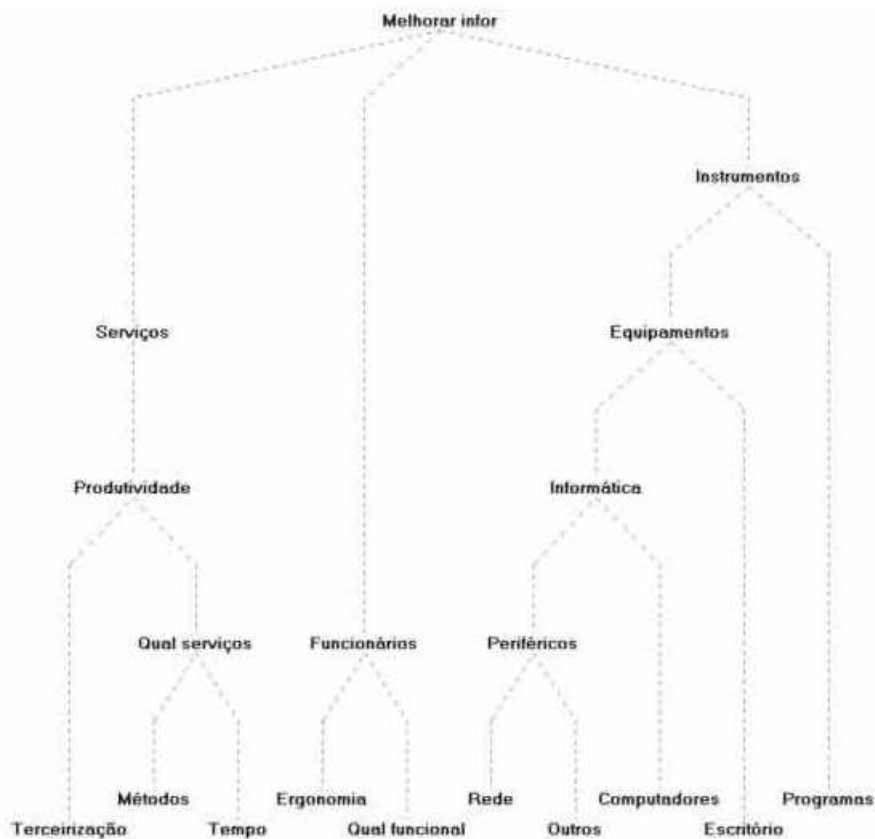 Melhorar infor
Instrumentos
Serviços
Equipamentos
Produtividade
Informática
Qual serviços
Funcionários
Periféricos
Métodos
Ergonomia
Rede
Computadores
Programas
Terceirização
Tempo
Qual funcional
Outros
Escritório